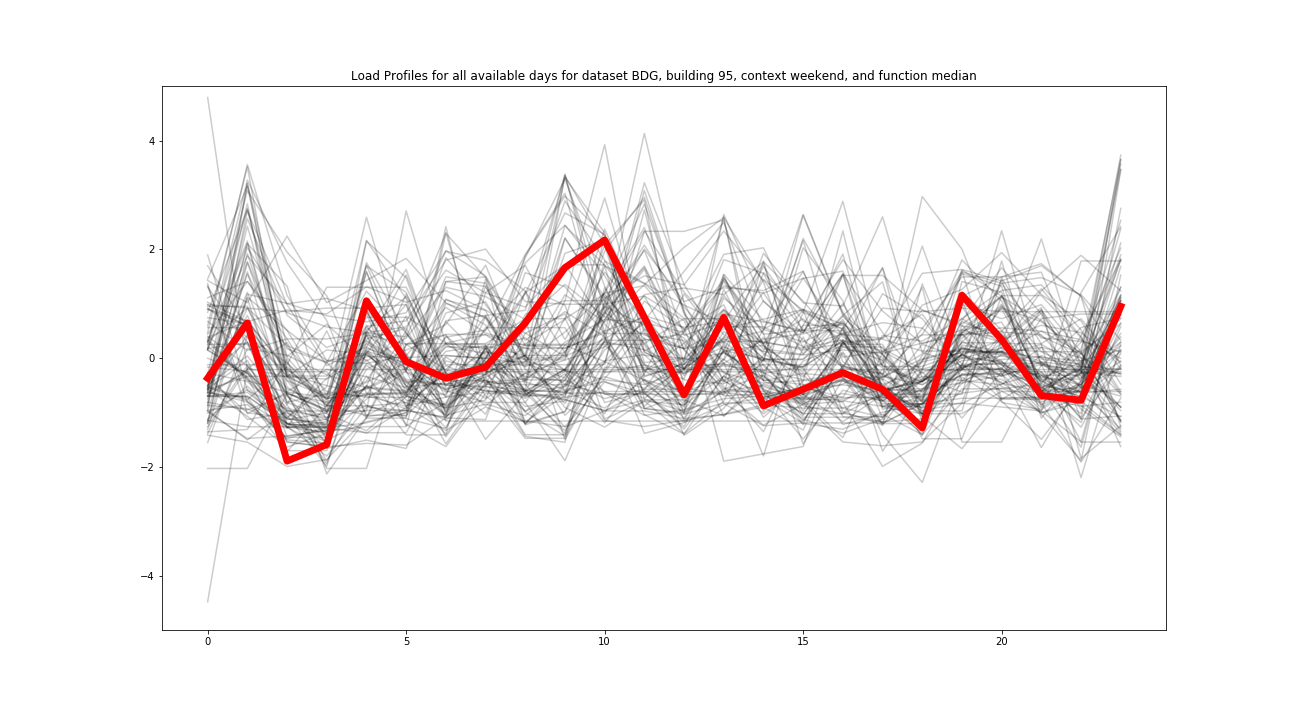 Load Profiles for all available days for dataset BDG, building 95, context weekend, and function median
4
2
0
−2
−4
0 5 10 15 20